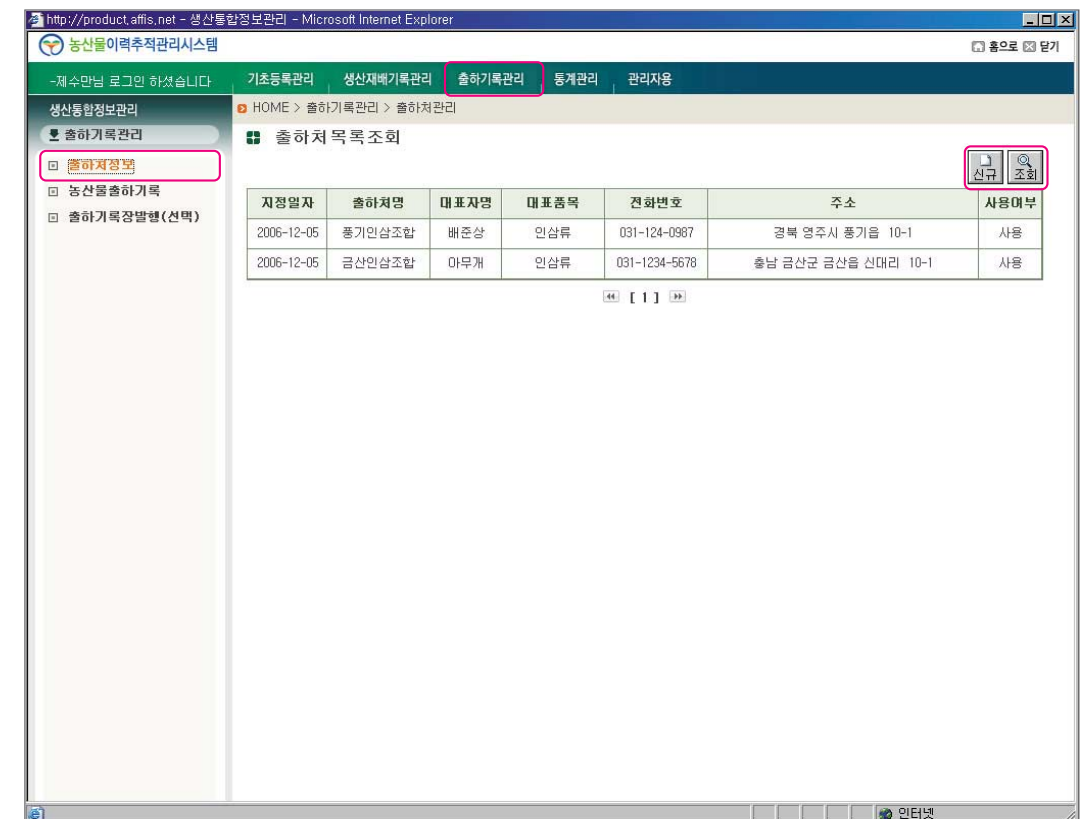 http://product.affis.net - 생산통합정보관리 - Microsoft Internet Explorer
농산물이력추적관리시스템
홈으로 닫기
-제수만님 로그인 하셨습니다
기초등록관리 생산재배기록관리 출하기록관리 통계관리 관리자용
생산통합정보관리
HOME > 출하기록관리 > 출하처관리
출하기록관리
출하처목록조회
출하처정보
신규 조회
농산물출하기록
출하기록장발행(선택)
지정일자 출하처명 대표자명 대표품목 전화번호 주소 사용여부
2006-12-05 풍기인삼조합 배준상 인삼류 031-124-0987 경북 영주시 풍기읍 10-1 사용
2006-12-05 금산인삼조합 아무개 인삼류 031-1234-5678 충남 금산군 금산읍 신대리 10-1 사용
[ 1 ]
인터넷